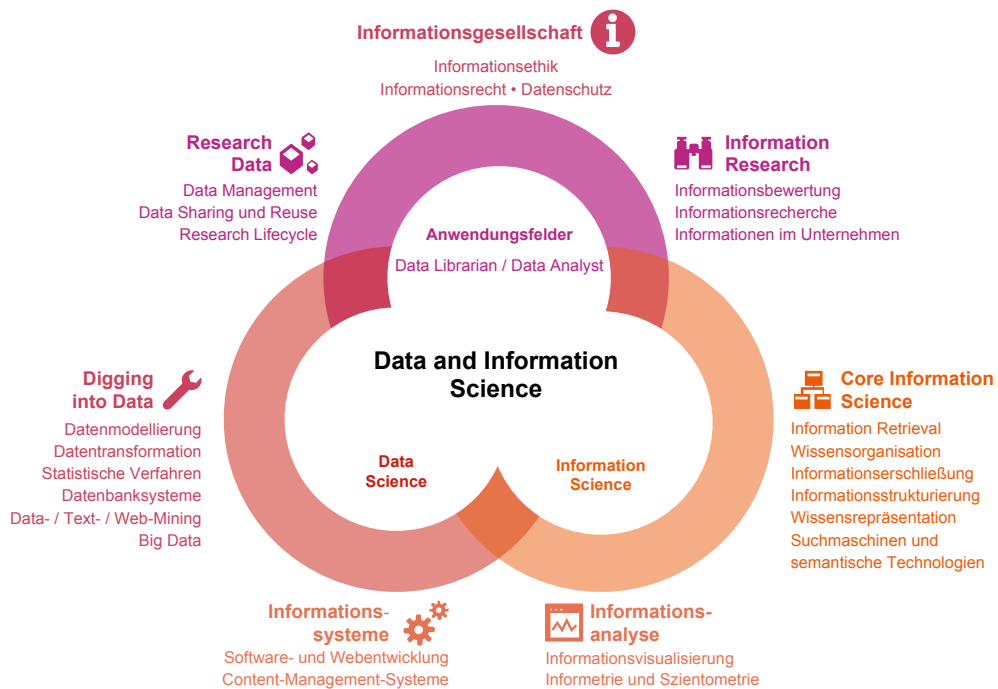 Informationsgesellschaft
Informationsethik
Informationsrecht • Datenschutz
Research
Data
Data Management
Data Sharing und Reuse
Research Lifecycle
Information
Research
Informationsbewertung
Informationsrecherche
Informationen im Unternehmen
Anwendungsfelder
Data Librarian / Data Analyst
Data and Information
Science
Digging
into Data
Datenmodellierung
Datentransformation
Statistische Verfahren
Datenbanksysteme
Data- / Text- / Web-Mining
Big Data
Data
Science
Information
Science
Core Information
Science
Information Retrieval
Wissensorganisation
Informationserschließung
Informationsstrukturierung
Wissensrepräsentation
Suchmaschinen und
semantische Technologien
Informations-
systeme
Software- und Webentwicklung
Content-Management-Systeme
Informations-
analyse
Informationsvisualisierung
Informetrie und Szientometrie